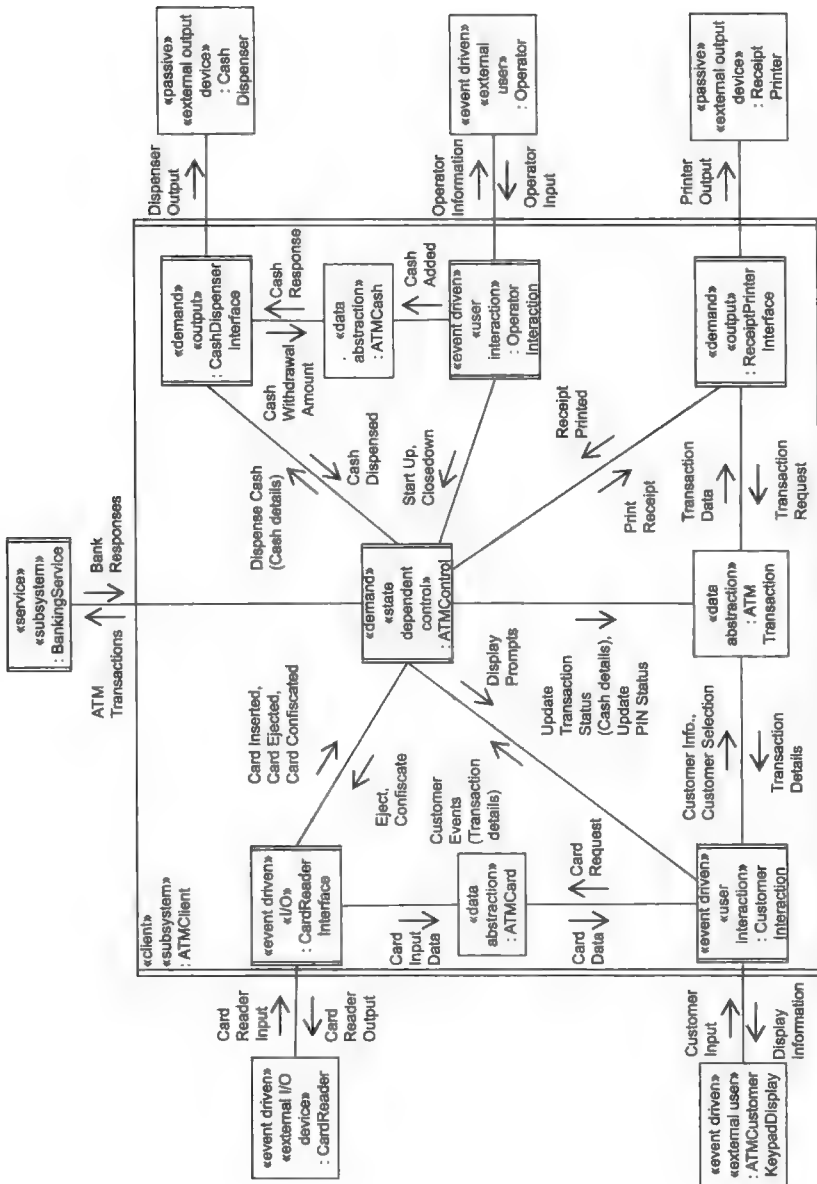 «service»
«subsystem»
: BankingService
ATM
Transactions
Bank
Responses
«client»
«subsystem»
: ATMClient
«event driven»
«external I/O
device»
: CardReader
Card
Reader
Input
Card
Reader
Output
«event driven»
«I/O»
: CardReader
Interface
Card Inserted,
Card Ejected,
Card Confiscated
Eject,
Confiscate
Dispense Cash
(Cash details)
Cash
Dispensed
«demand»
«output»
: CashDispenser
Interface
Dispenser
Output
«passive»
«external output
device»
: Cash
Dispenser
Card
Input
Data
«data
abstraction»
: ATMCard
Card
Request
Card
Data
Customer
Events
(Transaction
details)
Display
Prompts
«demand»
«state
dependent
control»
: ATMControl
Cash
Withdrawal
Amount
Cash
Response
«data
abstraction»
: ATMCash
Cash
Added
Start Up,
Closedown
«event driven»
«user
interaction»
: Operator
Interaction
Operator
Information
Operator
Input
«event driven»
«external
user»
: Operator
Update
Transaction
Status
(Cash details),
Update
PIN Status
Print
Receipt
Receipt
Printed
«event driven»
«external user»
: ATMCustomer
KeypadDisplay
Customer
Input
Display
Information
«event driven»
«user
interaction»
: Customer
Interaction
Customer Info.,
Customer Selection
Transaction
Details
«data
abstraction»
: ATM
Transaction
Transaction
Data
Transaction
Request
«demand»
«output»
: ReceiptPrinter
Interface
Printer
Output
«passive»
«external output
device»
: Receipt
Printer